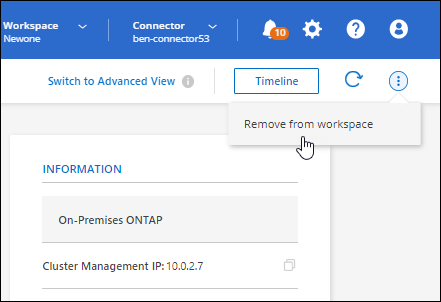 Workspace
Newone
Connector
ben-connector53
10
Switch to Advanced View
Timeline
Remove from workspace
INFORMATION
On-Premises ONTAP
Cluster Management IP: 10.0.2.7